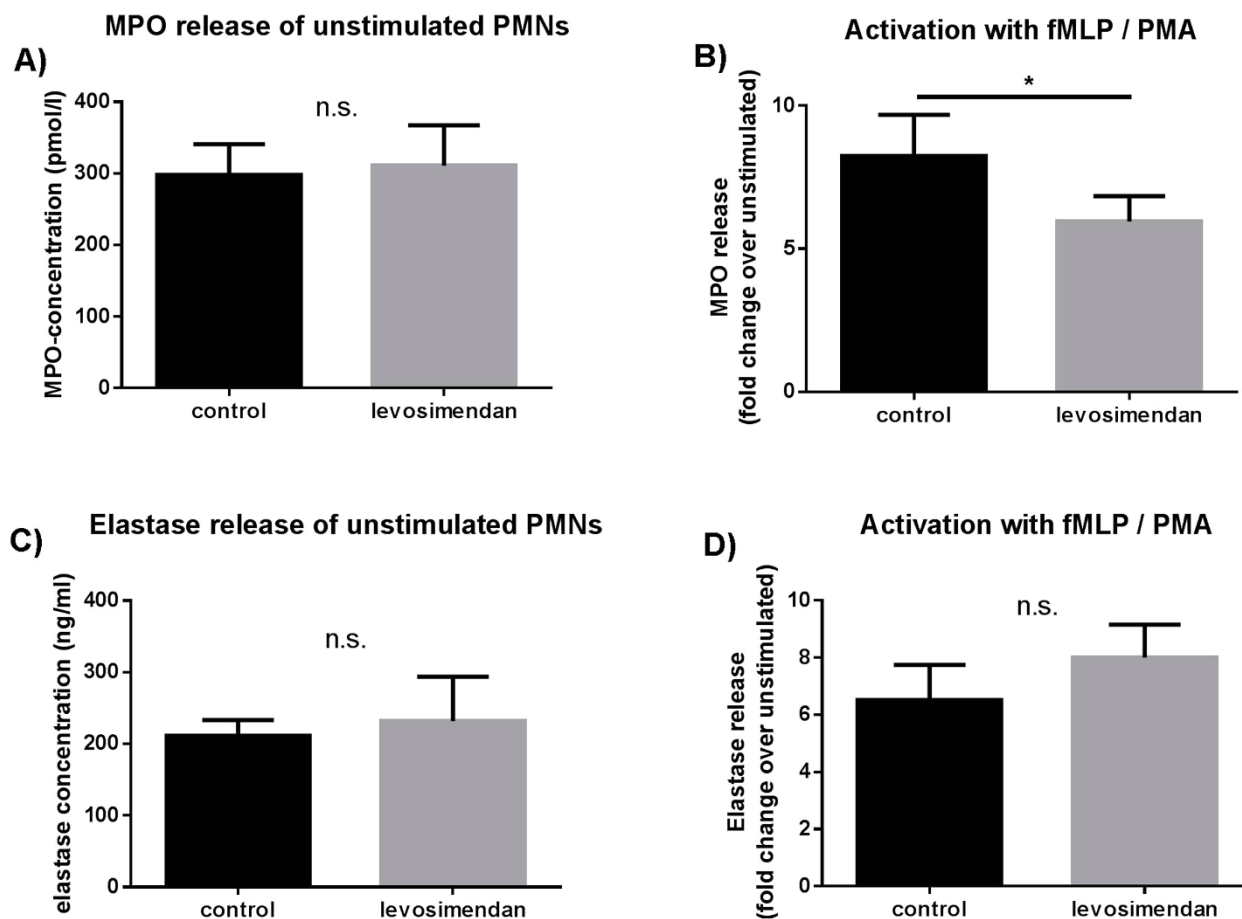 MPO release of unstimulated PMNs
A)
MPO-concentration (pmol/l)
400
300
200
100
0
n.s.
control
levosimendan
Activation with fMLP / PMA
B)
MPO release
(fold change over unstimulated)
10
5
0
*
control
levosimendan
Elastase release of unstimulated PMNs
C)
elastase concentration (ng/ml)
400
300
200
100
0
n.s.
control
levosimendan
Activation with fMLP / PMA
D)
Elastase release
(fold change over unstimulated)
10
8
6
4
2
0
n.s.
control
levosimendan